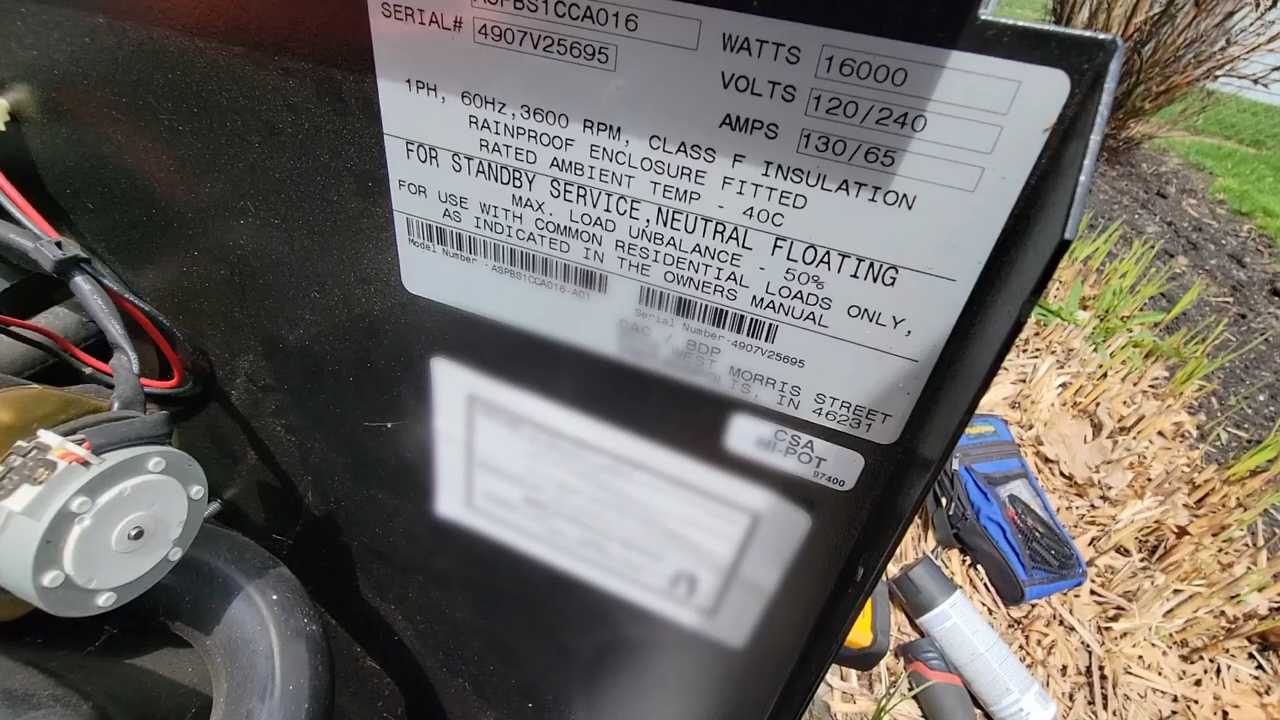 ASPBS1CCA016
SERIAL# 4907V25695
WATTS 16000
VOLTS 120/240
AMPS 130/65
1PH, 60Hz,3600 RPM, CLASS F INSULATION
RAINPROOF ENCLOSURE FITTED
RATED AMBIENT TEMP - 40C
FOR STANDBY SERVICE,NEUTRAL FLOATING
MAX. LOAD UNBALANCE - 50%
FOR USE WITH COMMON RESIDENTIAL LOADS ONLY,
AS INDICATED IN THE OWNERS MANUAL
Model Number -ASPBS1CCA016-A01
Serial Number-4907V25695
CAC / BDP
WEST MORRIS STREET
IN 46231
CSA
HI-POT
97400